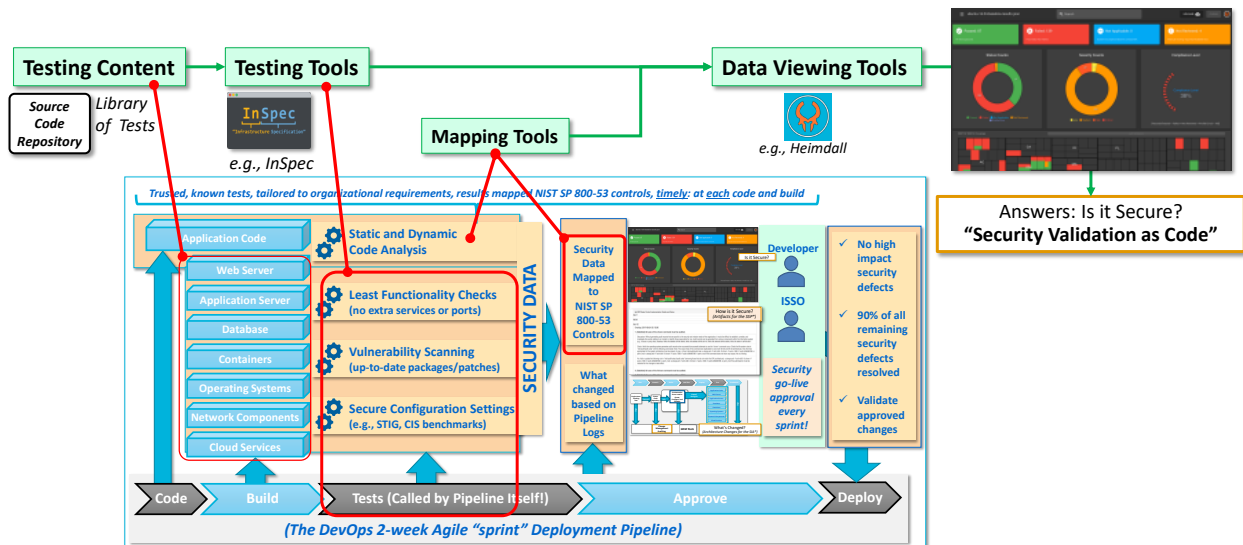 Testing Content
Testing Tools
Data Viewing Tools
Mapping Tools
Source
Code
Repository
Library
of Tests
InSpec
"Infrastructure Specification"
e.g., InSpec
e.g., Heimdall
Answers: Is it Secure?
“Security Validation as Code”
Trusted, known tests, tailored to organizational requirements, results mapped NIST SP 800-53 controls, timely: at each code and build
Application Code
Web Server
Application Server
Database
Containers
Operating Systems
Network Components
Cloud Services
Static and Dynamic
Code Analysis
Least Functionality Checks
(no extra services or ports)
Vulnerability Scanning
(up-to-date packages/patches)
Secure Configuration Settings
(e.g., STIG, CIS benchmarks)
SECURITY DATA
Security
Data
Mapped
to
NIST SP
800-53
Controls
What
changed
based on
Pipeline
Logs
Is it Secure?
How is it Secure?
(Artifacts for the IA*)
What's Changed?
Developer
ISSO
Security
go-live
approval
every
sprint!
✓ No high
impact
security
defects
✓ 90% of all
remaining
security
defects
resolved
✓ Validate
approved
changes
Code
Build
Tests (Called by Pipeline Itself!)
Approve
Deploy
(The DevOps 2-week Agile “sprint” Deployment Pipeline)